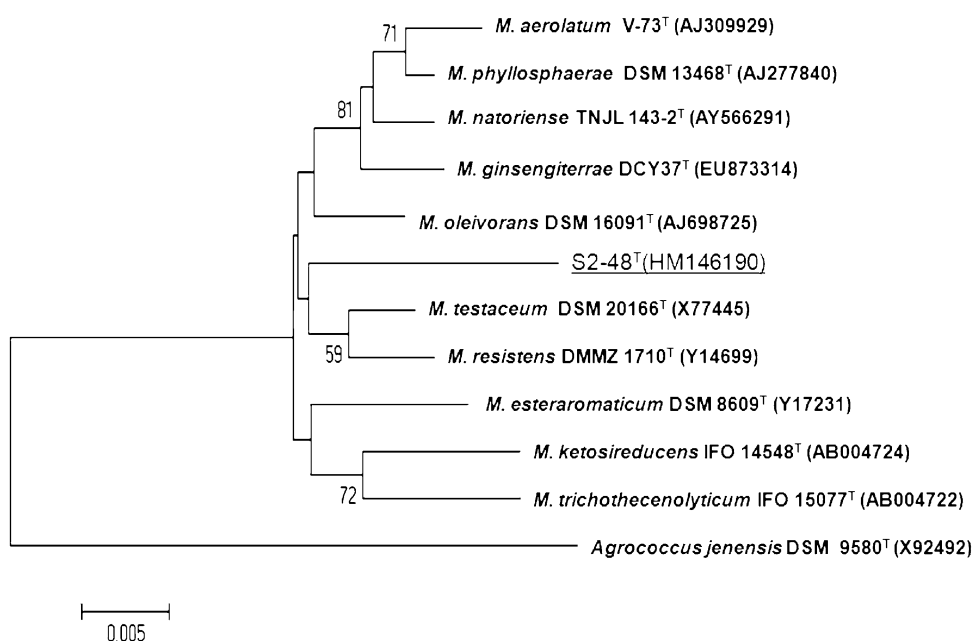 71
M. aerolatum V-73ᵀ (AJ309929)
M. phyllosphaerae DSM 13468ᵀ (AJ277840)
81
M. natoriense TNJL 143-2ᵀ (AY566291)
M. ginsengiterrae DCY37ᵀ (EU873314)
M. oleivorans DSM 16091ᵀ (AJ698725)
S2-48ᵀ(HM146190)
M. testaceum DSM 20166ᵀ (X77445)
59
M. resistens DMMZ 1710ᵀ (Y14699)
M. esteraromaticum DSM 8609ᵀ (Y17231)
M. ketosireducens IFO 14548ᵀ (AB004724)
72
M. trichothecenolyticum IFO 15077ᵀ (AB004722)
Agrococcus jenensis DSM 9580ᵀ (X92492)
0.005